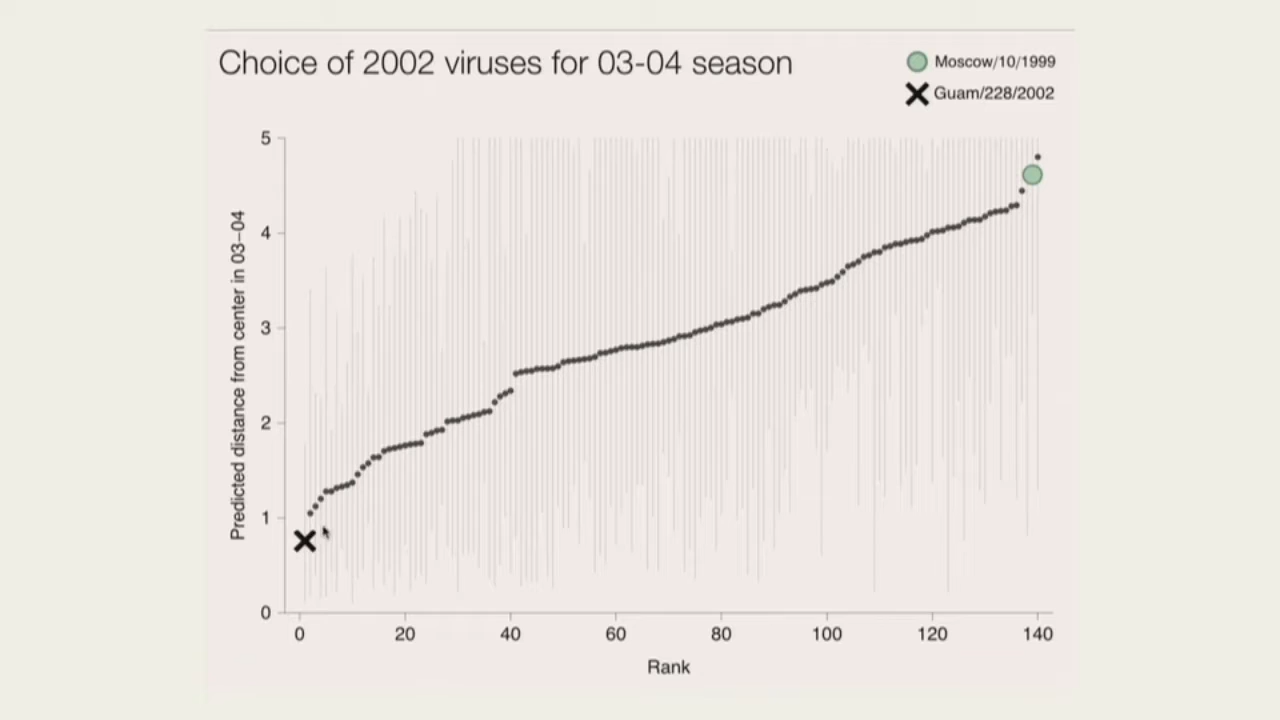 Choice of 2002 viruses for 03-04 season
Moscow/10/1999
Guam/228/2002
Predicted distance from center in 03–04
5
4
3
2
1
0
0 20 40 60 80 100 120 140
Rank